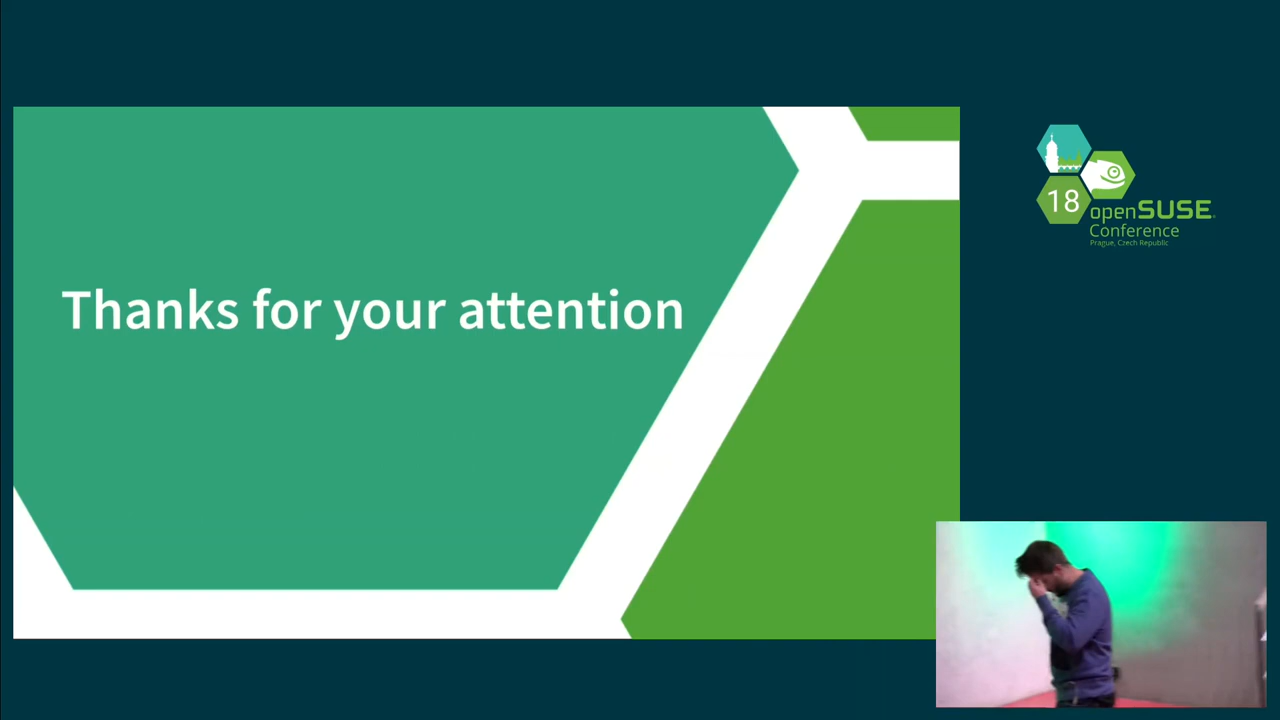 Thanks for your attention
18
openSUSE
Conference
Prague, Czech Republic